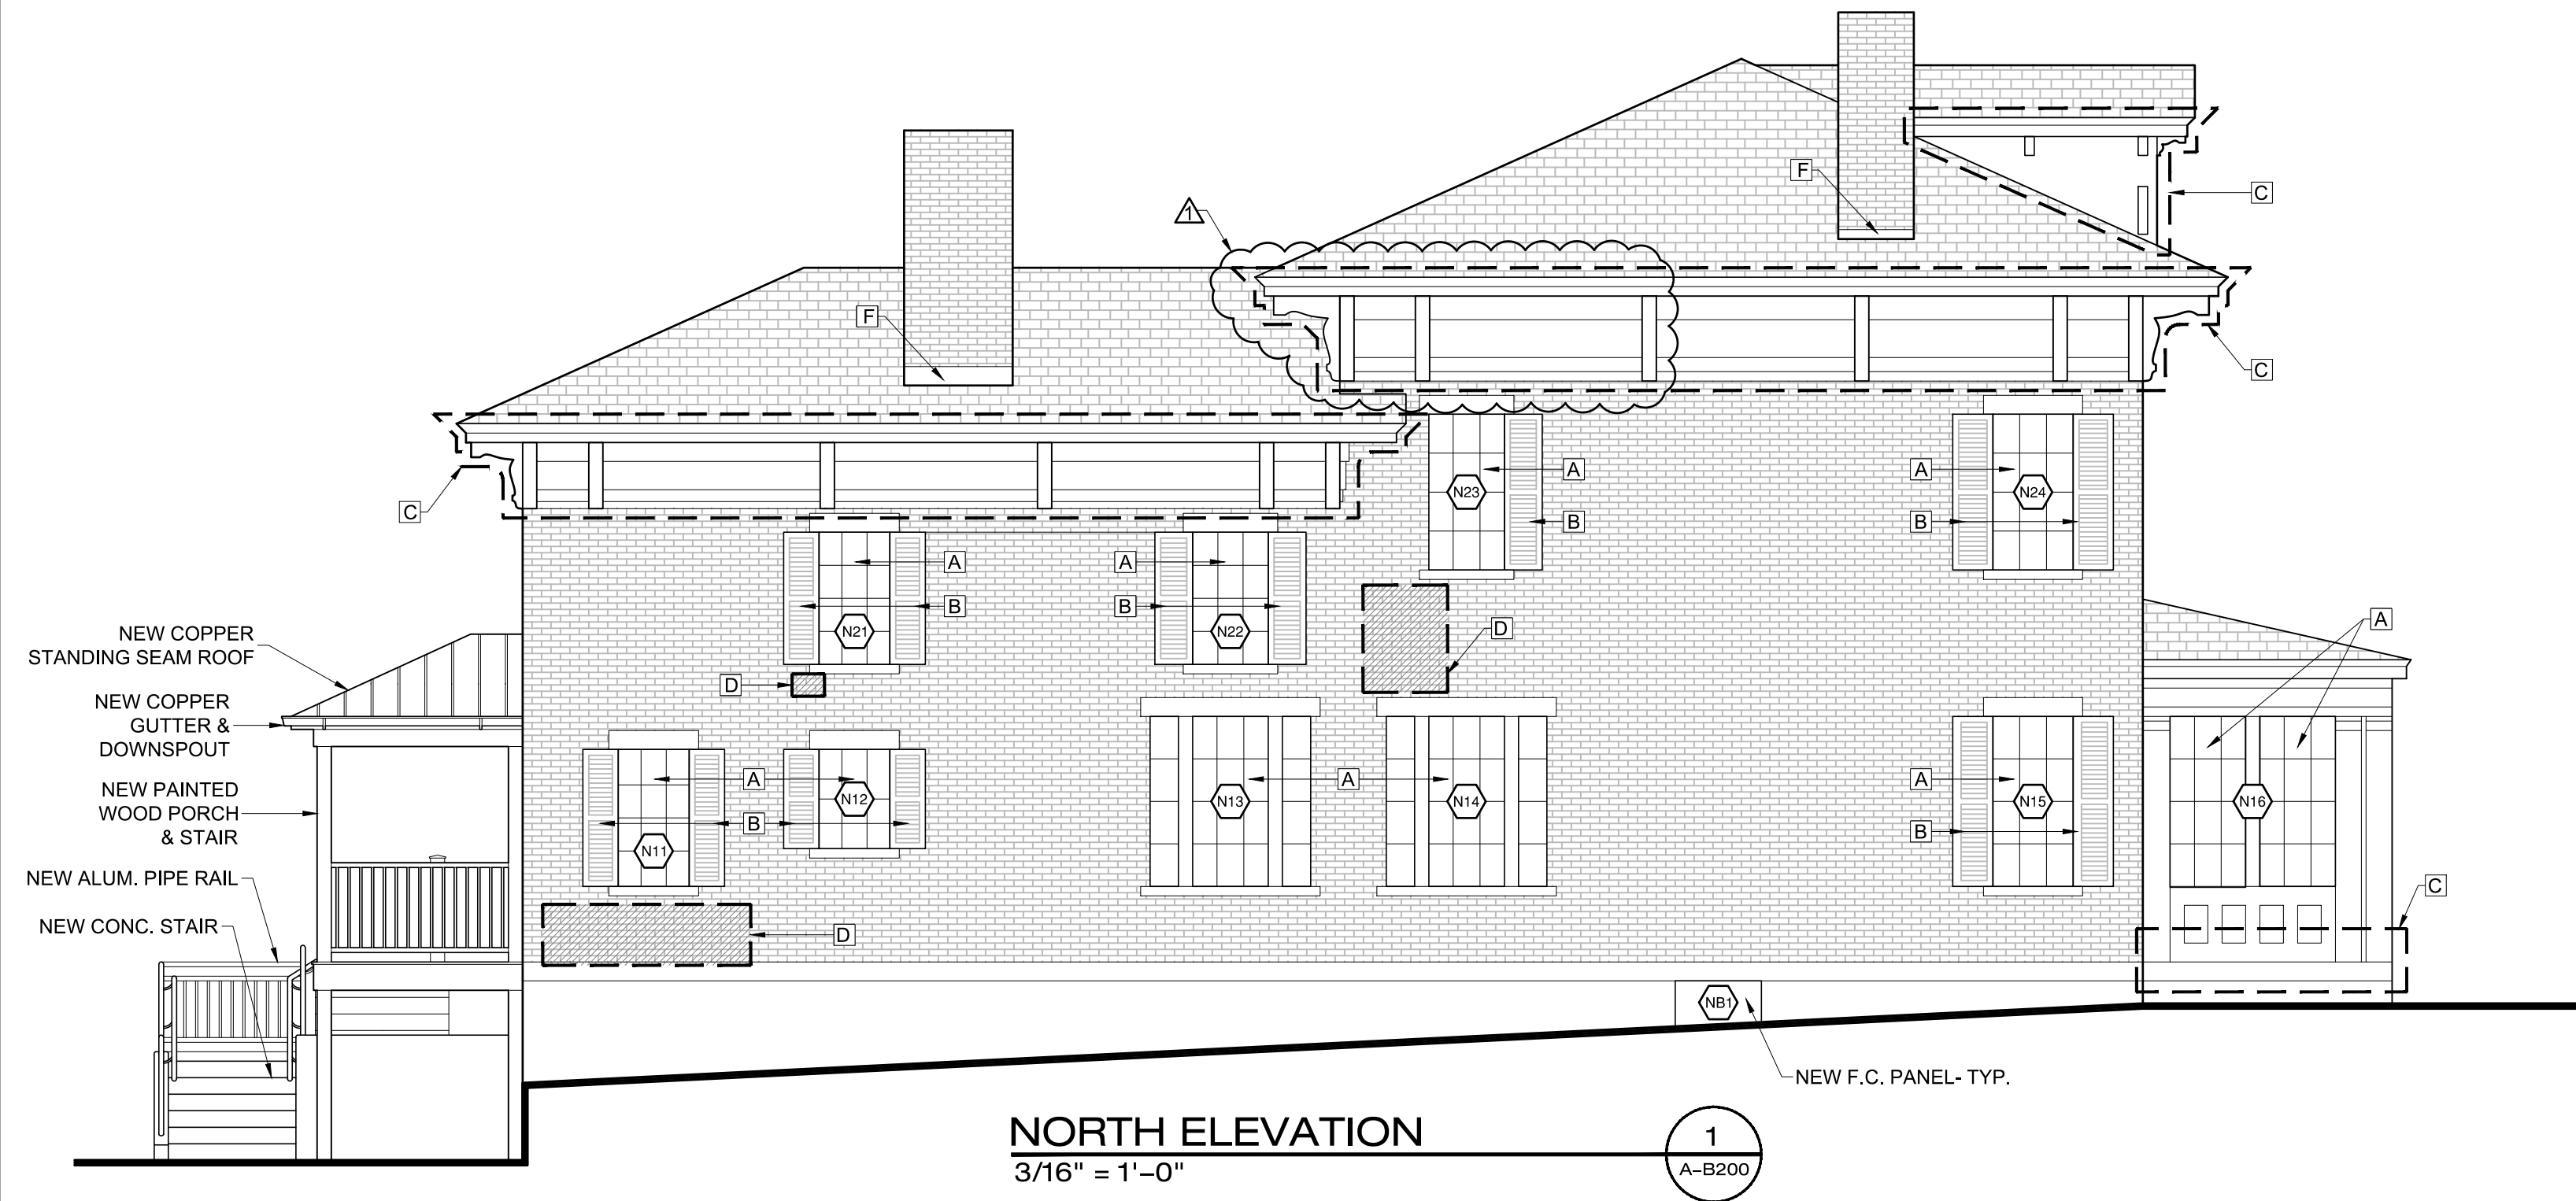 1
F
C
F
C
C
A
N23
B
A
N24
B
A
N21
B
A
N22
B
D
D
A
NEW COPPER
STANDING SEAM ROOF
NEW COPPER
GUTTER &
DOWNSPOUT
NEW PAINTED
WOOD PORCH
& STAIR
NEW ALUM. PIPE RAIL
NEW CONC. STAIR
A
N12
B
N11
N13
A
N14
A
N15
B
N16
C
D
NB1
NEW F.C. PANEL- TYP.
NORTH ELEVATION
3/16" = 1'-0"
1
A-B200